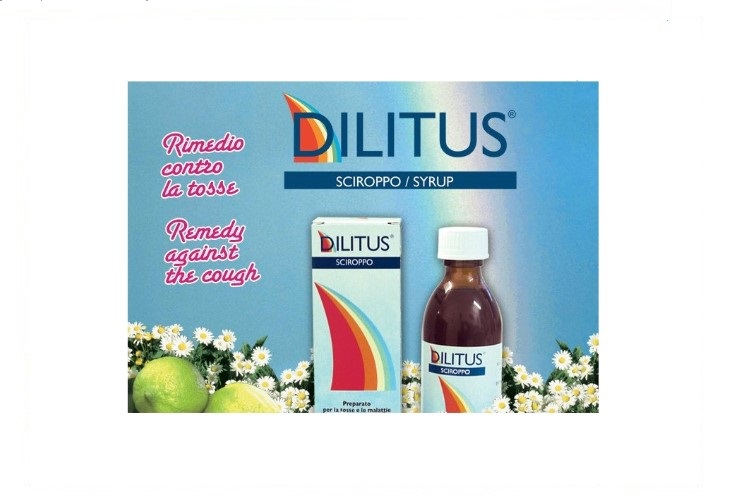 DILITUS®
SCIROPPO / SYRUP
Rimedio
contro
la tosse
Remedy
against
the cough
DILITUS
SCIROPPO
Preparato
per la tosse e le malattie
DILITUS
SCIROPPO